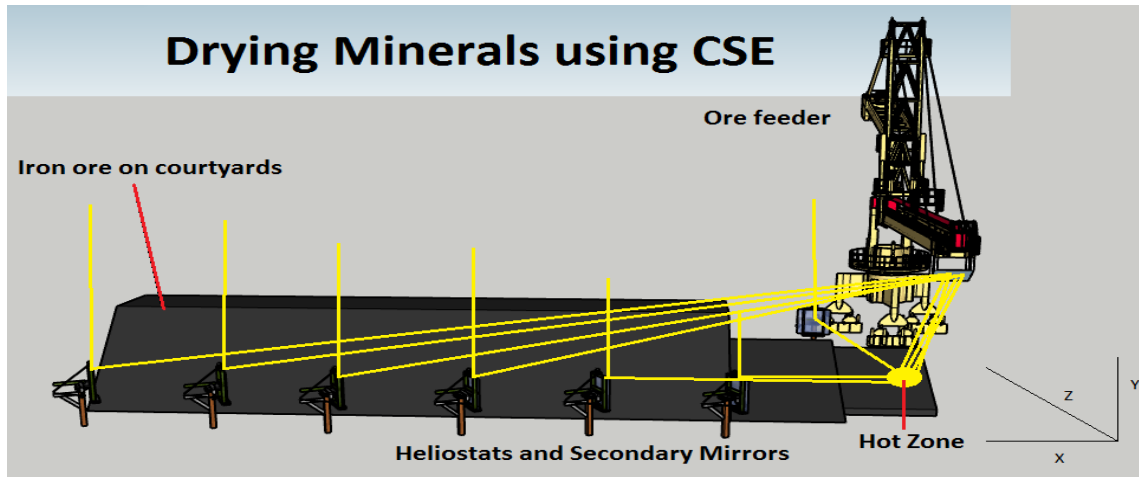 Drying Minerals using CSE
Ore feeder
Iron ore on courtyards
Heliostats and Secondary Mirrors
Hot Zone
X
Z
Y